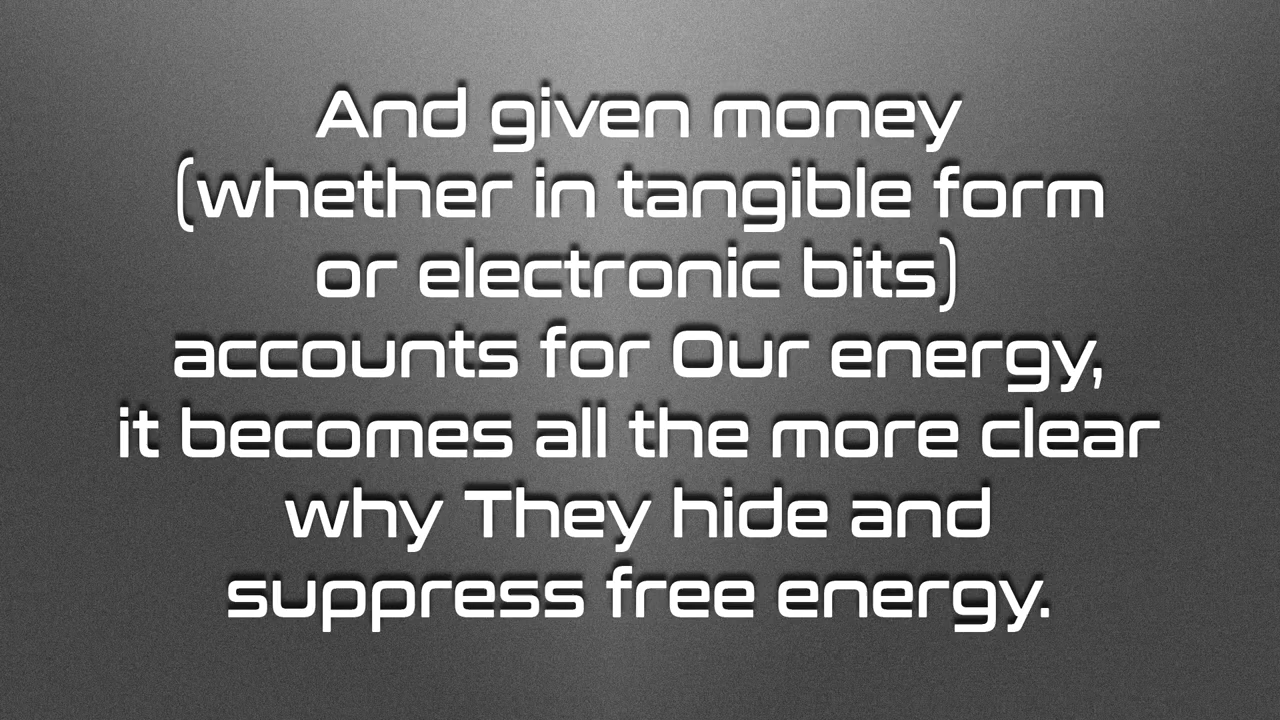 And given money
(whether in tangible form
or electronic bits)
accounts for Our energy,
it becomes all the more clear
why They hide and
suppress free energy.